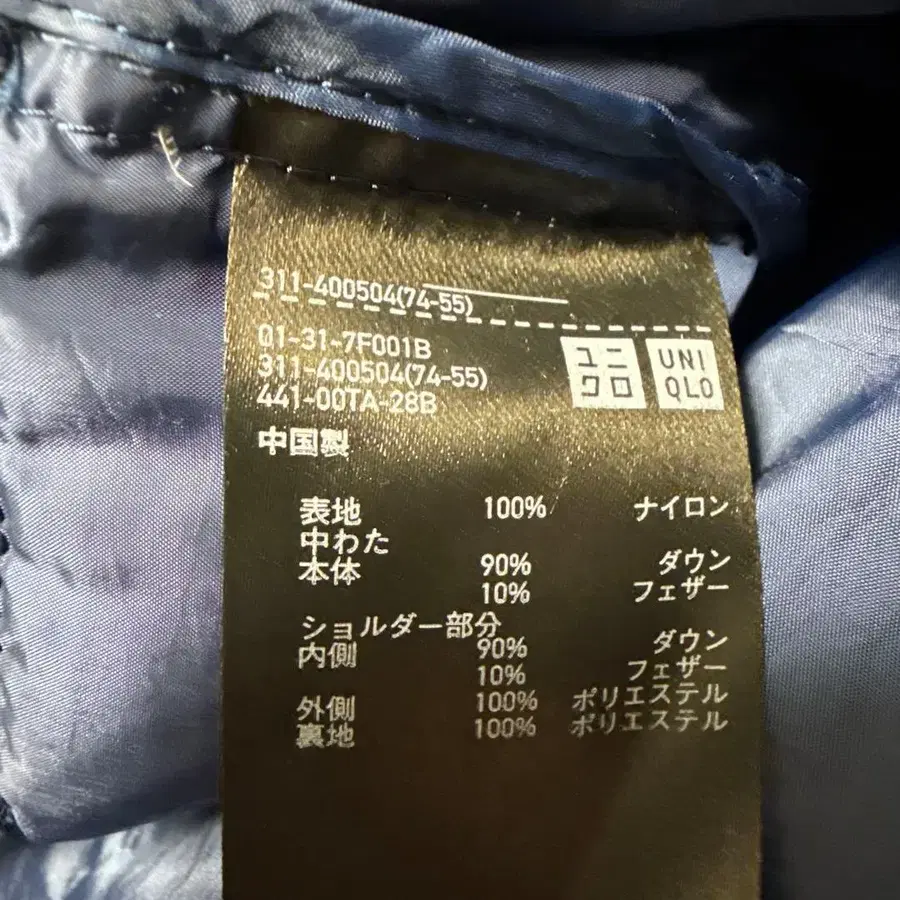 311-400504(74-55)
01-31-7F001B
311-400504(74-55)
441-00TA-28B
ユニクロ
UNIQLO
中国製
表地 100% ナイロン
中わた
本体 90% ダウン
10% フェザー
ショルダー部分
内側 90% ダウン
10% フェザー
外側 100% ポリエステル
裏地 100% ポリエステル